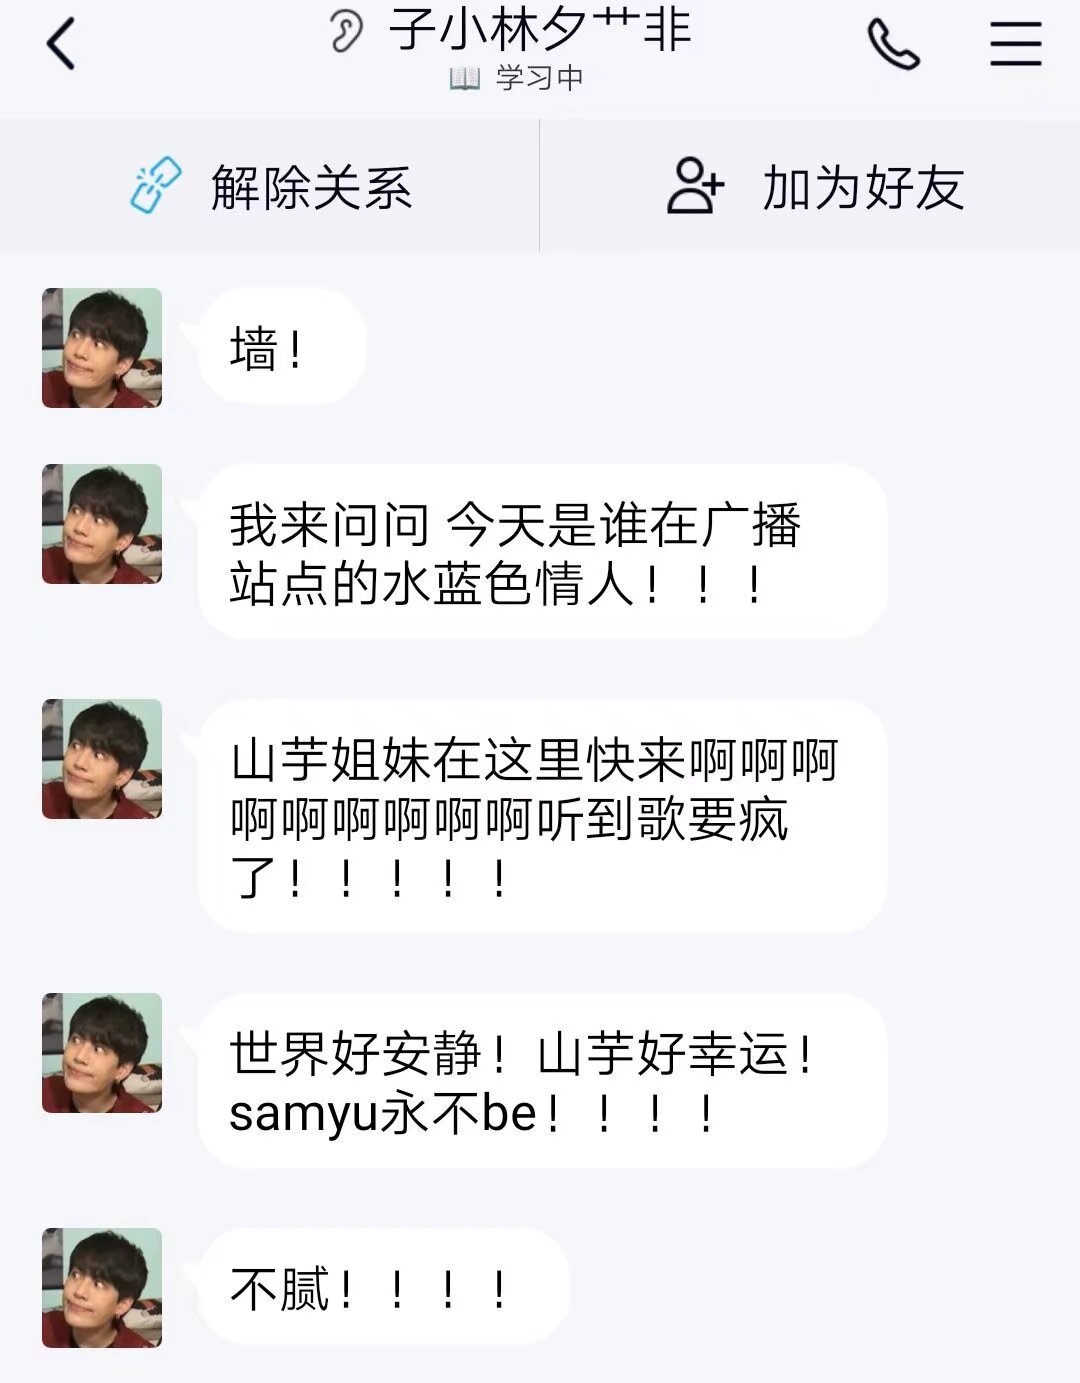 子小林夕艹非
学习中
解除关系
加为好友
墙！
我来问问 今天是谁在广播
站点的水蓝色情人！！！
山芋姐妹在这里快来啊啊啊
啊啊啊啊啊啊听到歌要疯
了！！！！！
世界好安静！山芋好幸运！
samyu永不be！！！！
不腻！！！！